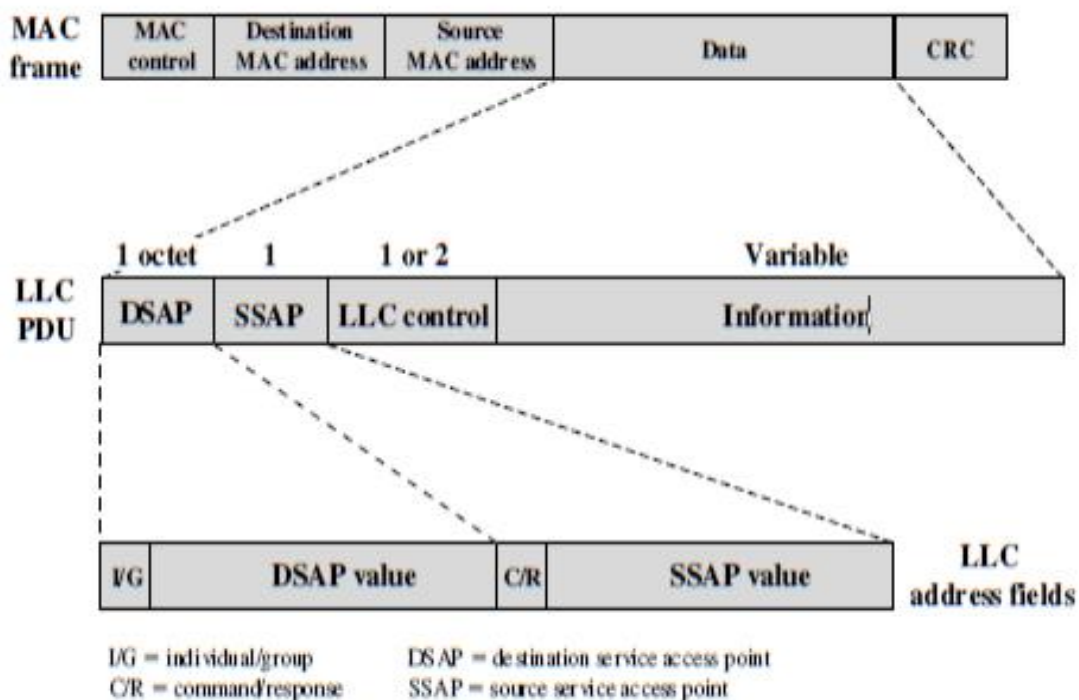 MAC frame
MAC control
Destination MAC address
Source MAC address
Data
CRC
1 octet
1
1 or 2
Variable
LLC PDU
DSAP
SSAP
LLC control
Information
I/G
DSAP value
C/R
SSAP value
LLC address fields
I/G = individual/group
DSAP = destination service access point
C/R = command/response
SSAP = source service access point